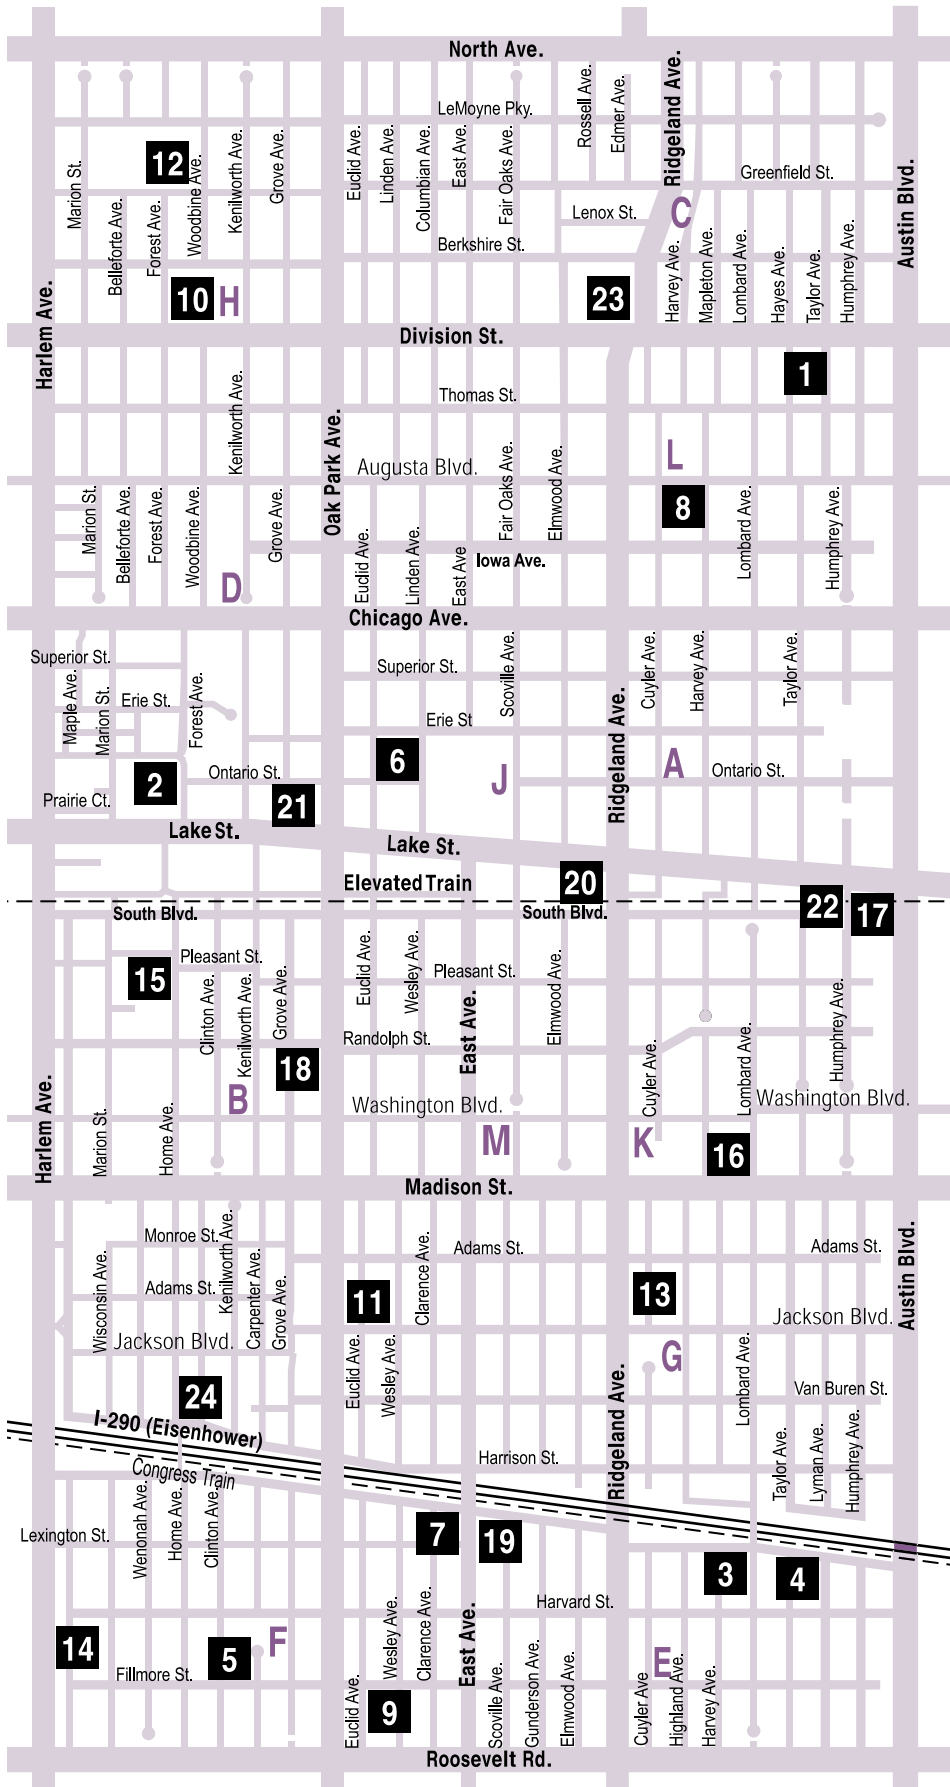 North Ave.
LeMoyne Pky.
Rossell Ave.
Edmer Ave.
Ridgeland Ave.
Austin Blvd.
12
Marion St.
Belleforte Ave.
Forest Ave.
Woodbine Ave.
Kenilworth Ave.
Grove Ave.
Euclid Ave.
Linden Ave.
Columbian Ave.
East Ave.
Fair Oaks Ave.
Greenfield St.
Lenox St.
C
Berkshire St.
Harvey Ave.
Mapleton Ave.
Lombard Ave.
Hayes Ave.
Taylor Ave.
Humphrey Ave.
10
H
23
Harlem Ave.
Division St.
1
Kenilworth Ave.
Thomas St.
Oak Park Ave.
Augusta Blvd.
Fair Oaks Ave.
Elmwood Ave.
L
8
Marion St.
Belleforte Ave.
Forest Ave.
Woodbine Ave.
Grove Ave.
Euclid Ave.
Linden Ave.
East Ave
Iowa Ave.
Lombard Ave.
Humphrey Ave.
D
Chicago Ave.
Superior St.
Maple Ave.
Marion St.
Erie St.
Forest Ave.
Superior St.
Scoville Ave.
Cuyler Ave.
Harvey Ave.
Taylor Ave.
Erie St
Ridgeland Ave.
2
Ontario St.
21
6
J
A
Ontario St.
Prairie Ct.
Lake St.
Lake St.
Elevated Train
20
22
17
South Blvd.
South Blvd.
15
Pleasant St.
Clinton Ave.
Kenilworth Ave.
Grove Ave.
Euclid Ave.
Wesley Ave.
Pleasant St.
East Ave.
Elmwood Ave.
Randolph St.
18
Cuyler Ave.
Lombard Ave.
Humphrey Ave.
Harlem Ave.
B
Washington Blvd.
Washington Blvd.
Marion St.
Home Ave.
M
K
16
Madison St.
Monroe St.
Kenilworth Ave.
Adams St.
Adams St.
Austin Blvd.
Wisconsin Ave.
Adams St.
Carpenter Ave.
Grove Ave.
11
Clarence Ave.
13
Jackson Blvd.
Jackson Blvd.
Euclid Ave.
Wesley Ave.
G
Ridgeland Ave.
Lombard Ave.
24
Van Buren St.
I-290 (Eisenhower)
Congress Train
Harrison St.
Taylor Ave.
Lyman Ave.
Humphrey Ave.
Lexington St.
Wenonah Ave.
Home Ave.
Clinton Ave.
7
19
3
4
Harvard St.
14
5
F
Wesley Ave.
Clarence Ave.
East Ave.
E
Fillmore St.
Euclid Ave.
9
Scoville Ave.
Gunderson Ave.
Elmwood Ave.
Cuyler Ave
Highland Ave.
Harvey Ave.
Roosevelt Rd.